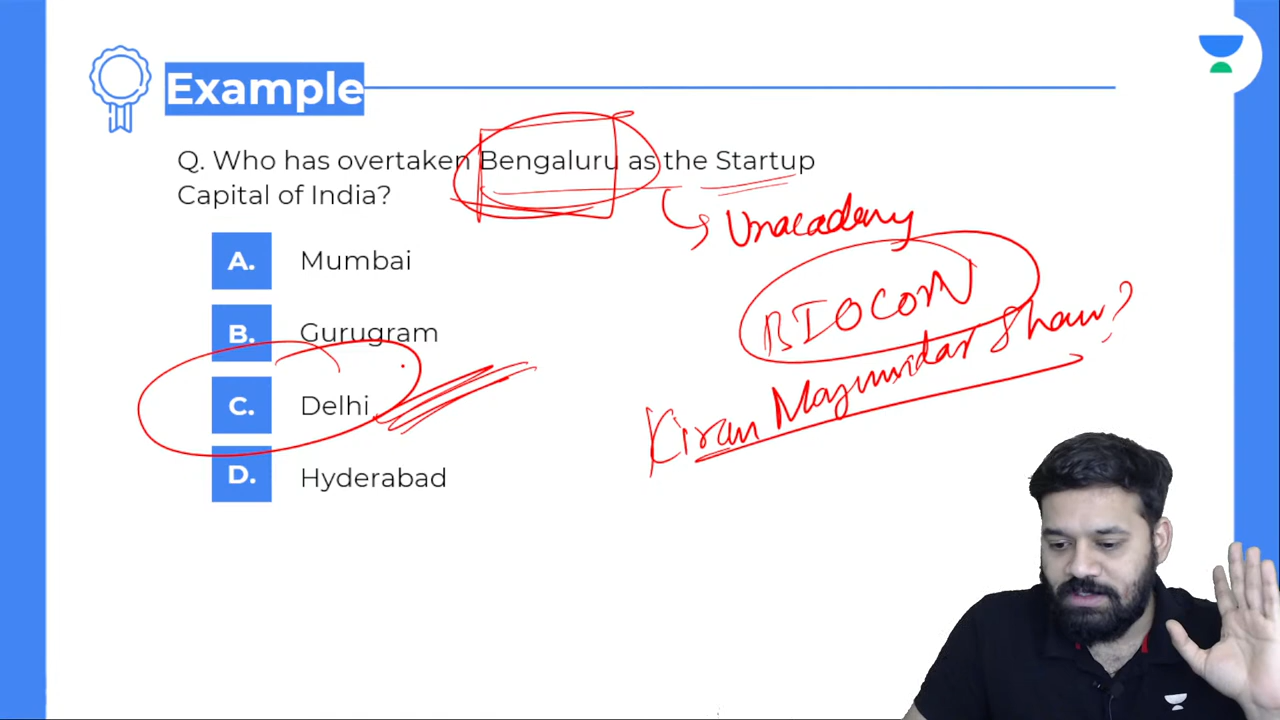 Example
Q. Who has overtaken Bengaluru as the Startup
Capital of India?
Unacademy
A. Mumbai
BIOCON
B. Gurugram
Kiran Mazumdar Shaw?
C. Delhi
D. Hyderabad